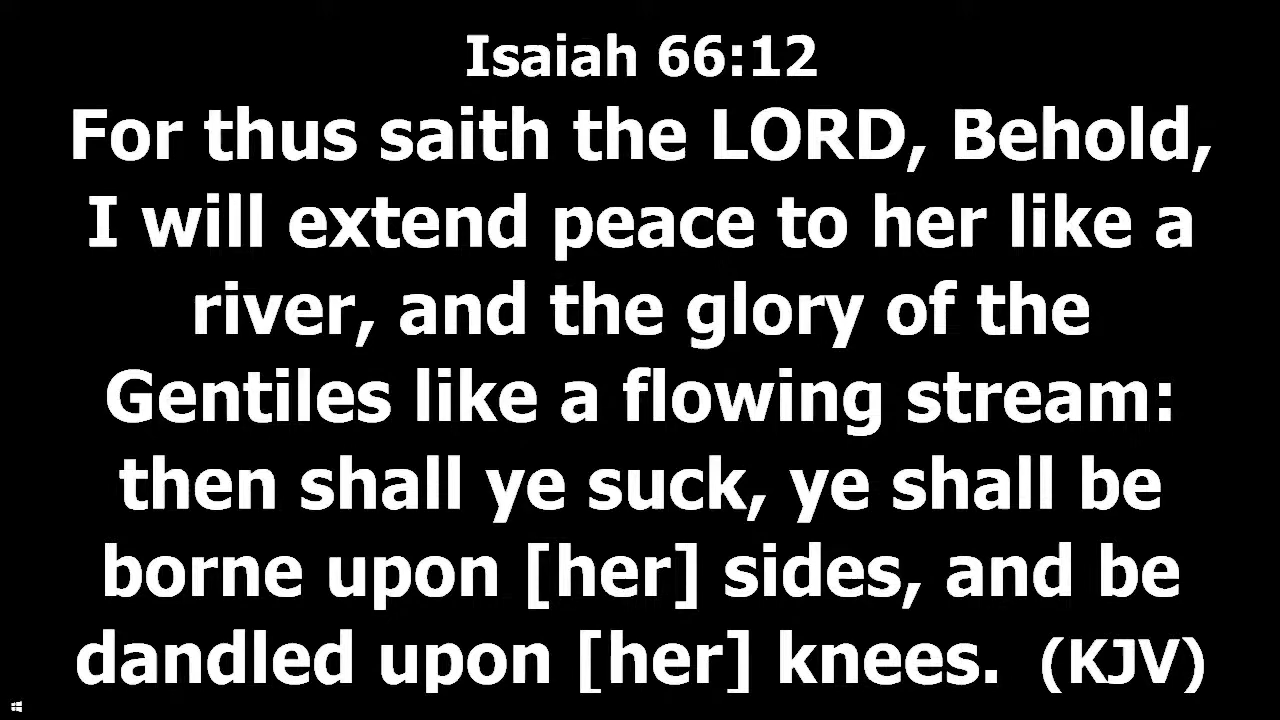 Isaiah 66:12
For thus saith the LORD, Behold,
I will extend peace to her like a
river, and the glory of the
Gentiles like a flowing stream:
then shall ye suck, ye shall be
borne upon [her] sides, and be
dandled upon [her] knees. (KJV)